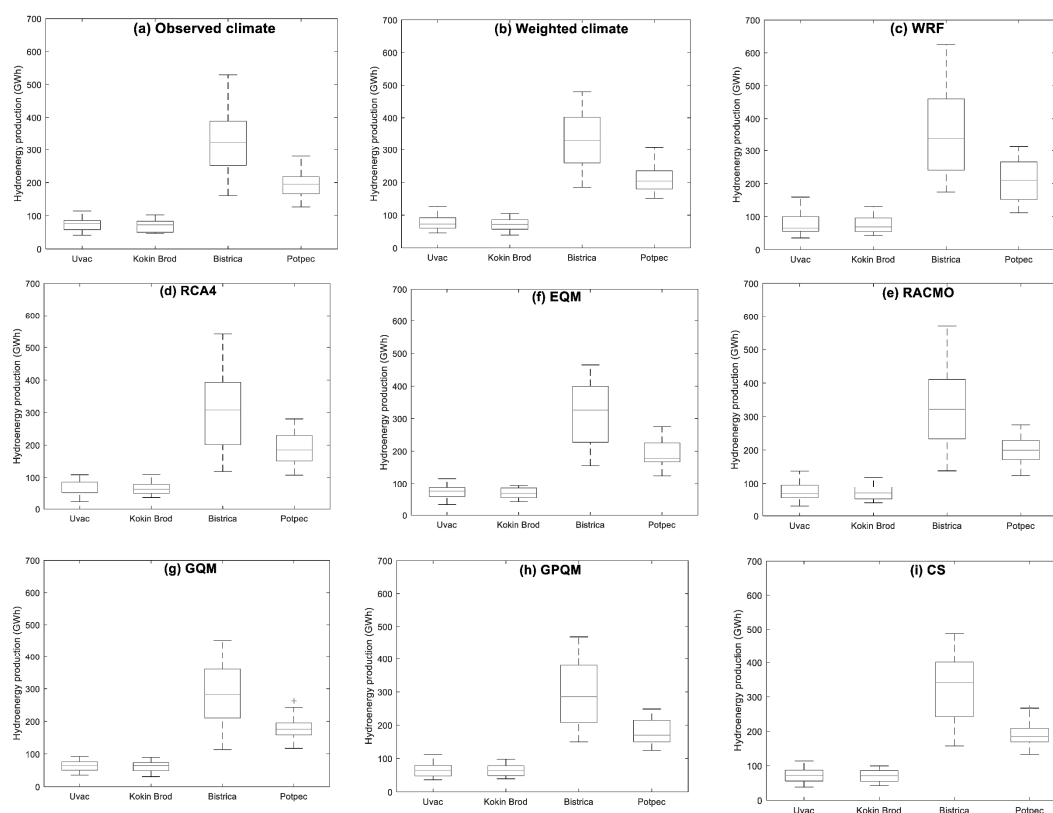 (a) Observed climate
Hydroenergy production (GWh)
700
600
500
400
300
200
100
0
Uvac Kokin Brod Bistrica Potpec
(b) Weighted climate
Hydroenergy production (GWh)
700
600
500
400
300
200
100
0
Uvac Kokin Brod Bistrica Potpec
(c) WRF
Hydroenergy production (GWh)
700
600
500
400
300
200
100
0
Uvac Kokin Brod Bistrica Potpec
(d) RCA4
Hydroenergy production (GWh)
700
600
500
400
300
200
100
0
Uvac Kokin Brod Bistrica Potpec
(f) EQM
Hydroenergy production (GWh)
700
600
500
400
300
200
100
0
Uvac Kokin Brod Bistrica Potpec
(e) RACMO
Hydroenergy production (GWh)
700
600
500
400
300
200
100
0
Uvac Kokin Brod Bistrica Potpec
(g) GQM
Hydroenergy production (GWh)
700
600
500
400
300
200
100
0
Uvac Kokin Brod Bistrica Potpec
(h) GPQM
Hydroenergy production (GWh)
700
600
500
400
300
200
100
0
Uvac Kokin Brod Bistrica Potpec
(i) CS
Hydroenergy production (GWh)
700
600
500
400
300
200
100
0
Uvac Kokin Brod Bistrica Potpec